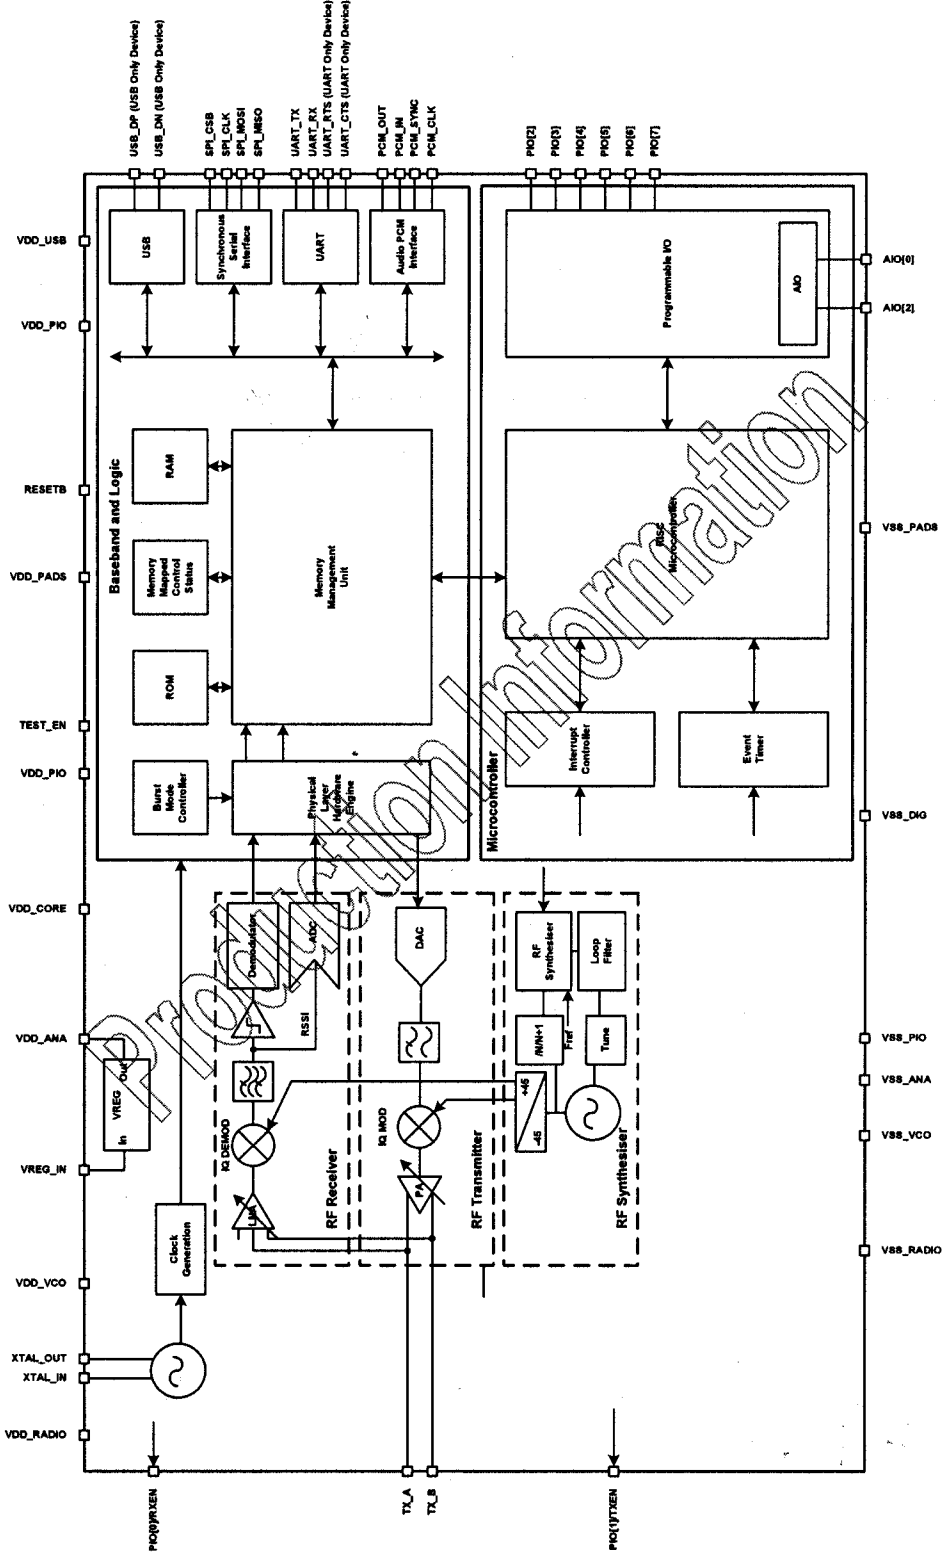 USB_DP (USB Only Device)
USB_DN (USB Only Device)
SPI_CSB
SPI_CLK
SPI_MOSI
SPI_MISO
UART_TX
UART_RX
UART_RTS (UART Only Device)
UART_CTS (UART Only Device)
PCM_OUT
PCM_IN
PCM_SYNC
PCM_CLK
PIO[2]
PIO[3]
PIO[4]
PIO[5]
PIO[6]
PIO[7]
VDD_USB
VDD_PIO
RESETB
VDD_PADS
TEST_EN
VDD_PIO
VDD_CORE
VDD_ANA
VREG_IN
VDD_VCO
XTAL_OUT
XTAL_IN
VDD_RADIO
USB
Synchronous
Serial
Interface
UART
Audio PCM
Interface
Baseband and Logic
RAM
Memory
Mapped
Control
Status
ROM
Memory
Management
Unit
Burst
Mode
Controller
Physical
Layer
Hardware
Engine
Programmable I/O
AIO
RISC
Microcontroller
Interrupt
Controller
Event
Timer
Microcontroller
AIO[0]
AIO[2]
VSS_PADS
VSS_DIG
VSS_PIO
VSS_ANA
VSS_VCO
VSS_RADIO
Demodulator
ADC
RSSI
IQ DEMOD
LNA
RF Receiver
DAC
IQ MOD
PA
RF Transmitter
RF
Synthesiser
Loop
Filter
/N/N+1
Fref
Tune
+45
-45
RF Synthesiser
Out
VREG
In
Clock
Generation
PIO[0]/RXEN
TX_A
TX_B
PIO[1]/TXEN
Production Information